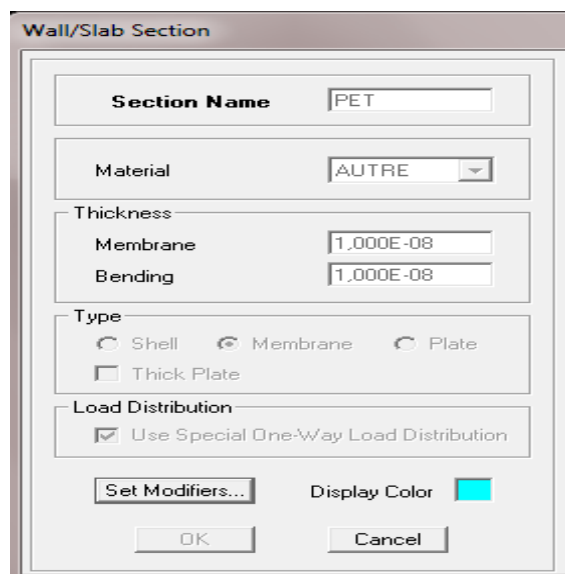 Wall/Slab Section
Section Name PET
Material AUTRE
Thickness
Membrane 1,000E-08
Bending 1,000E-08
Type
Shell Membrane Plate
Thick Plate
Load Distribution
Use Special One-Way Load Distribution
Set Modifiers... Display Color
OK Cancel